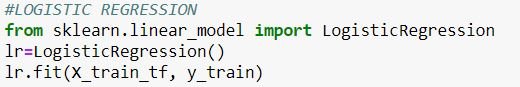 #LOGISTIC REGRESSION
from sklearn.linear_model import LogisticRegression
lr=LogisticRegression()
lr.fit(X_train_tf, y_train)